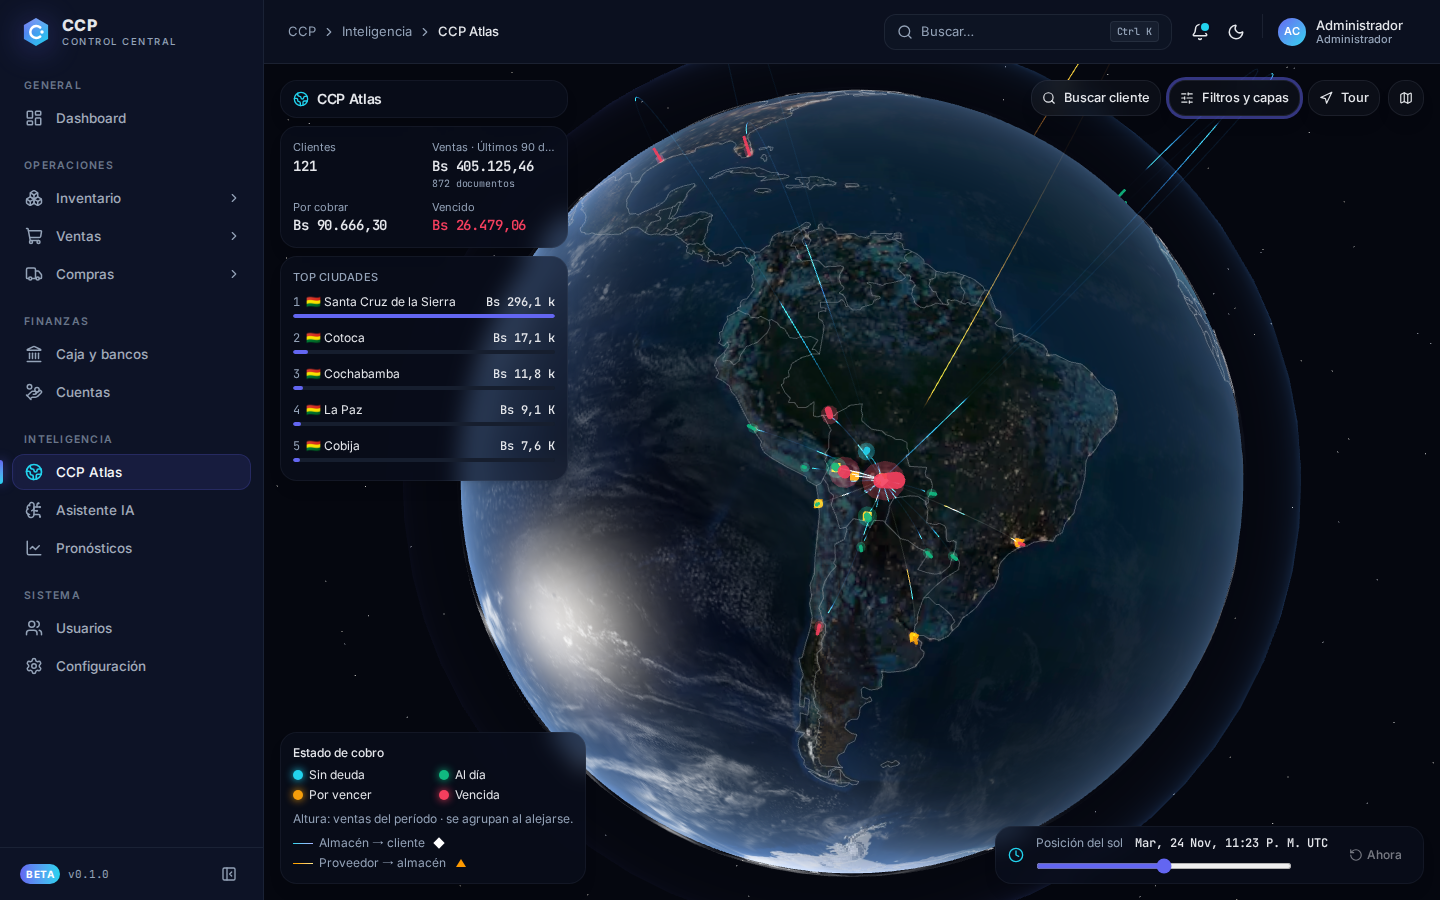 CCP
CONTROL CENTRAL
GENERAL
Dashboard
OPERACIONES
Inventario
Ventas
Compras
FINANZAS
Caja y bancos
Cuentas
INTELIGENCIA
CCP Atlas
Asistente IA
Pronósticos
SISTEMA
Usuarios
Configuración
BETA v0.1.0
CCP > Inteligencia > CCP Atlas
Buscar... Ctrl K
AC
Administrador
Administrador
CCP Atlas
Buscar cliente
Filtros y capas
Tour
Clientes
121
Ventas · Últimos 90 d...
Bs 405.125,46
872 documentos
Por cobrar
Bs 90.666,30
Vencido
Bs 26.479,06
TOP CIUDADES
1 Santa Cruz de la Sierra Bs 296,1 k
2 Cotoca Bs 17,1 k
3 Cochabamba Bs 11,8 k
4 La Paz Bs 9,1 K
5 Cobija Bs 7,6 K
Estado de cobro
Sin deuda Al día
Por vencer Vencida
Altura: ventas del período · se agrupan al alejarse.
Almacén → cliente
Proveedor → almacén
Posición del sol Mar, 24 Nov, 11:23 P. M. UTC
Ahora